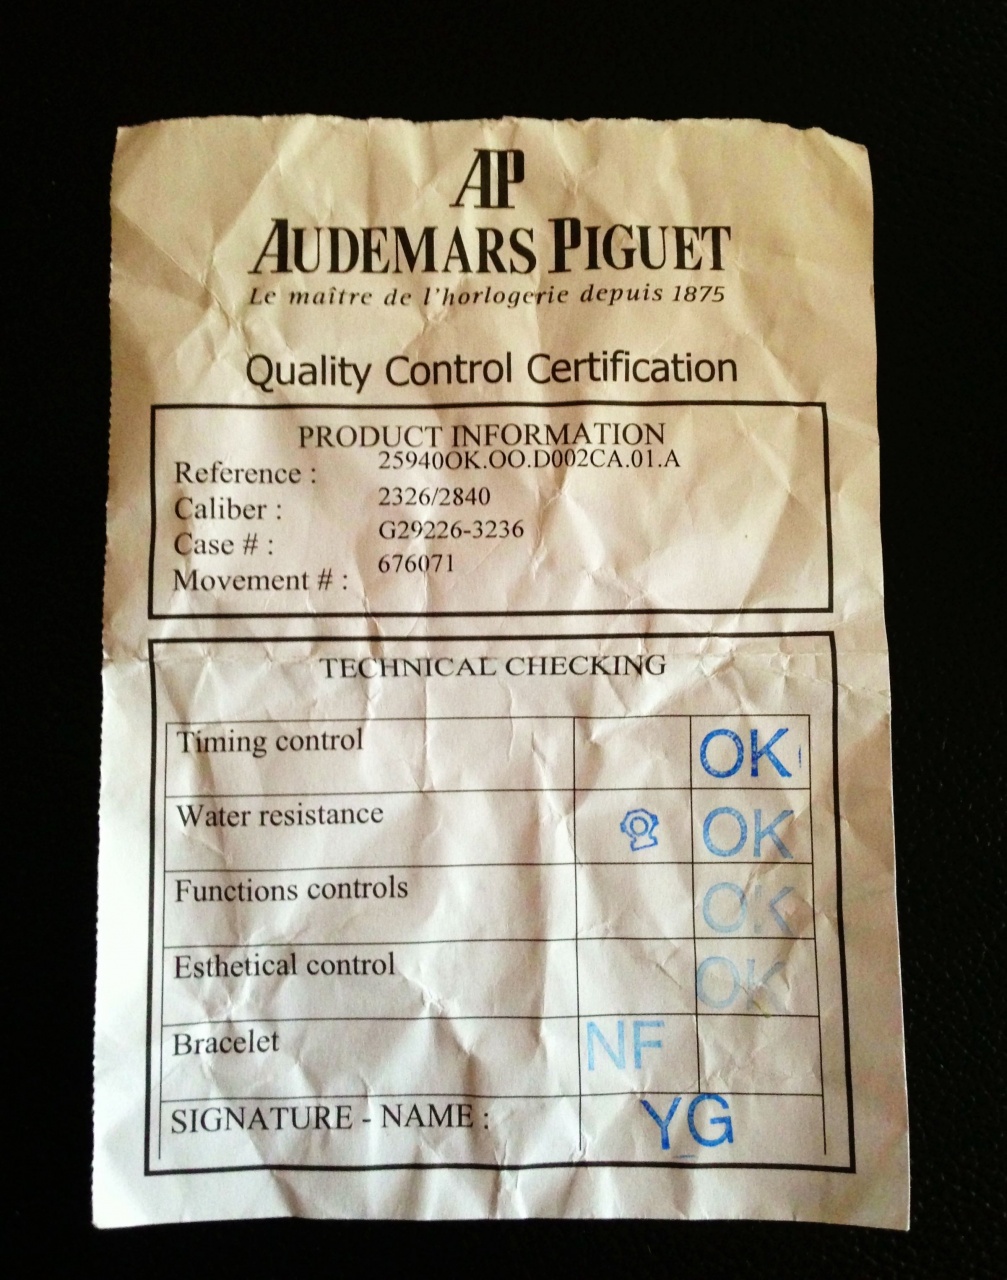 AP
AUDEMARS PIGUET
Le maître de l'horlogerie depuis 1875
Quality Control Certification
PRODUCT INFORMATION
Reference : 25940OK.OO.D002CA.01.A
Caliber : 2326/2840
Case # : G29226-3236
Movement # : 676071
TECHNICAL CHECKING
Timing control OK
Water resistance OK
Functions controls OK
Esthetical control OK
Bracelet NF
SIGNATURE - NAME : YG